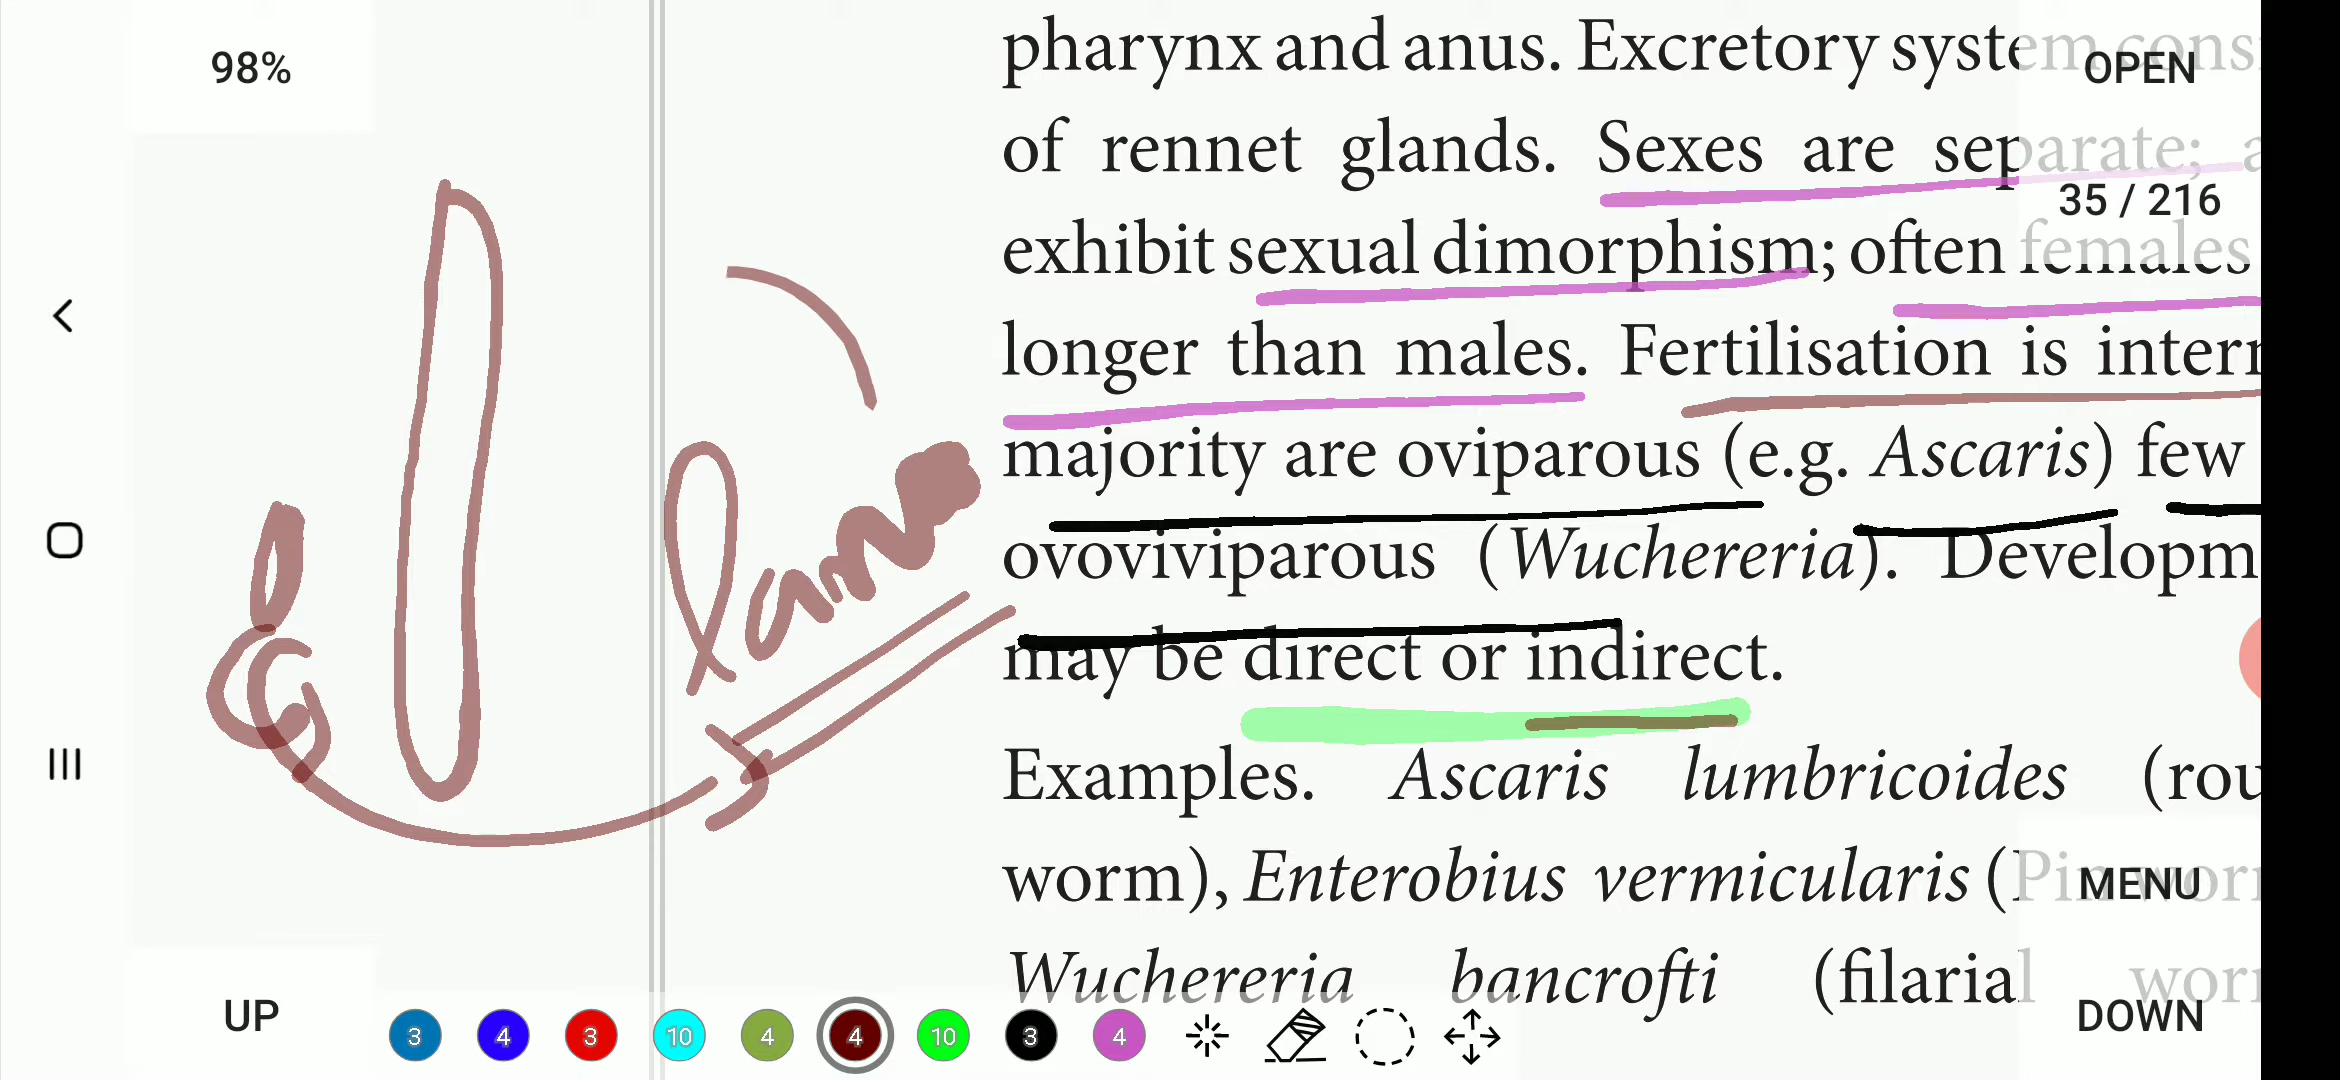 98%
OPEN
35 / 216
pharynx and anus. Excretory system cons
of rennet glands. Sexes are separate; a
exhibit sexual dimorphism; often females
longer than males. Fertilisation is intern
majority are oviparous (e.g. Ascaris) few
ovoviviparous (Wuchereria). Developm
may be direct or indirect.
Examples. Ascaris lumbricoides (rou
worm), Enterobius vermicularis (Pin wor
Wuchereria bancrofti (filarial wor
MENU
UP
DOWN
3 4 3 10 4 4 10 3 4